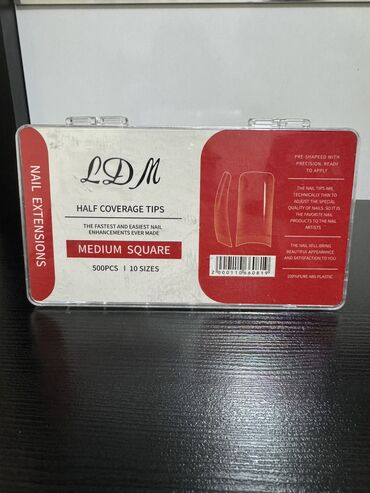 NAIL EXTENSIONS
LDM
HALF COVERAGE TIPS
THE FASTEST AND EASIEST NAIL
ENHANCEMENTS EVER MADE
MEDIUM SQUARE
500PCS | 10 SIZES
PRE-SHAPED WITH
PRECISION, READY
TO APPLY
THE NAIL TIPS ARE
TECHNICALLY THIN TO
ADJUST THE SPECIAL
QUALITY OF NAILS, SO IT IS
THE FAVORITE NAIL
PRODUCTS TO THE NAIL
ARTISTS
THE NAIL WILL BRING
BEAUTIFUL APPEARANCE
AND SATISFACTION TO YOU
100%PURE ABS PLASTIC
2000110660819